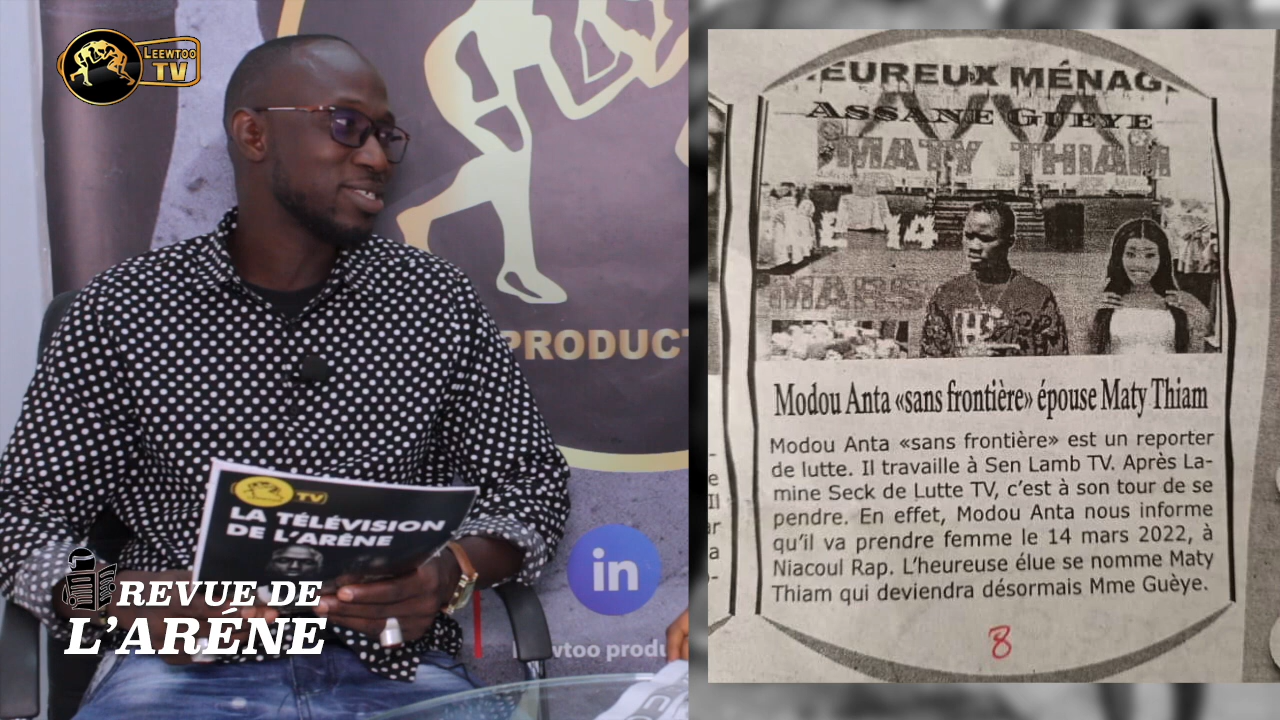 LEEWTOO
TV
PRODUCT
TV
LA TÉLÉVISION
DE L'ARÈNE
in
REVUE DE
L'ARÉNE
HEUREUX MÉNAG
ASSANE GUEYE
MATY THIAM
14
MARS
Modou Anta «sans frontière» épouse Maty Thiam
Modou Anta «sans frontière» est un reporter
de lutte. Il travaille à Sen Lamb TV. Après La-
mine Seck de Lutte TV, c'est à son tour de se
pendre. En effet, Modou Anta nous informe
qu'il va prendre femme le 14 mars 2022, à
Niacoul Rap. L'heureuse élue se nomme Maty
Thiam qui deviendra désormais Mme Guèye.
8